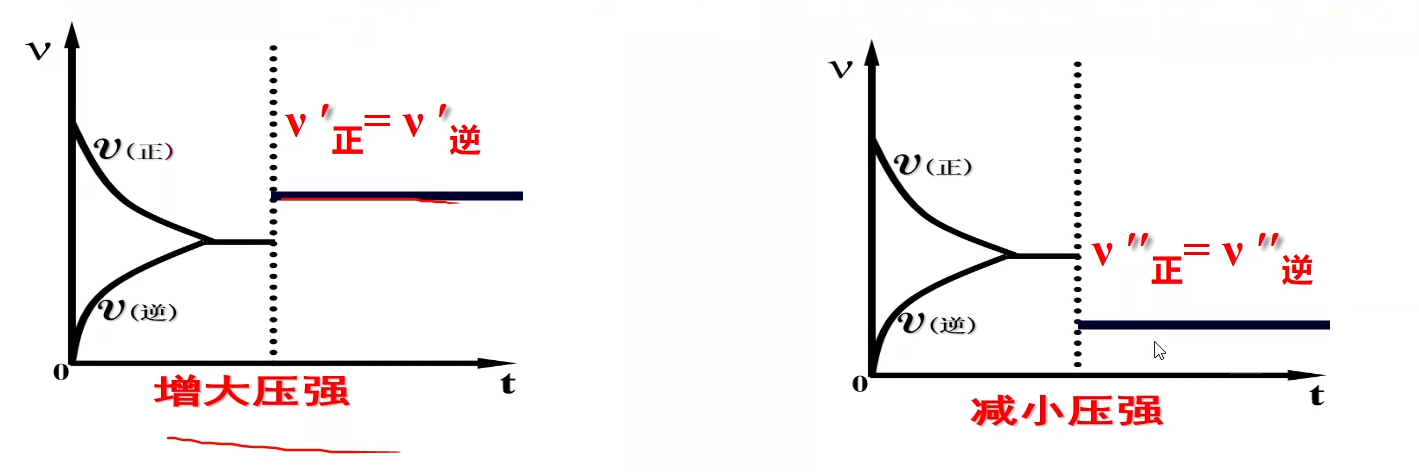 ν
ν ′正= ν ′逆
v(正)
v(逆)
0
t
增大压强
ν
v(正)
ν ″正= ν ″逆
v(逆)
0
t
减小压强